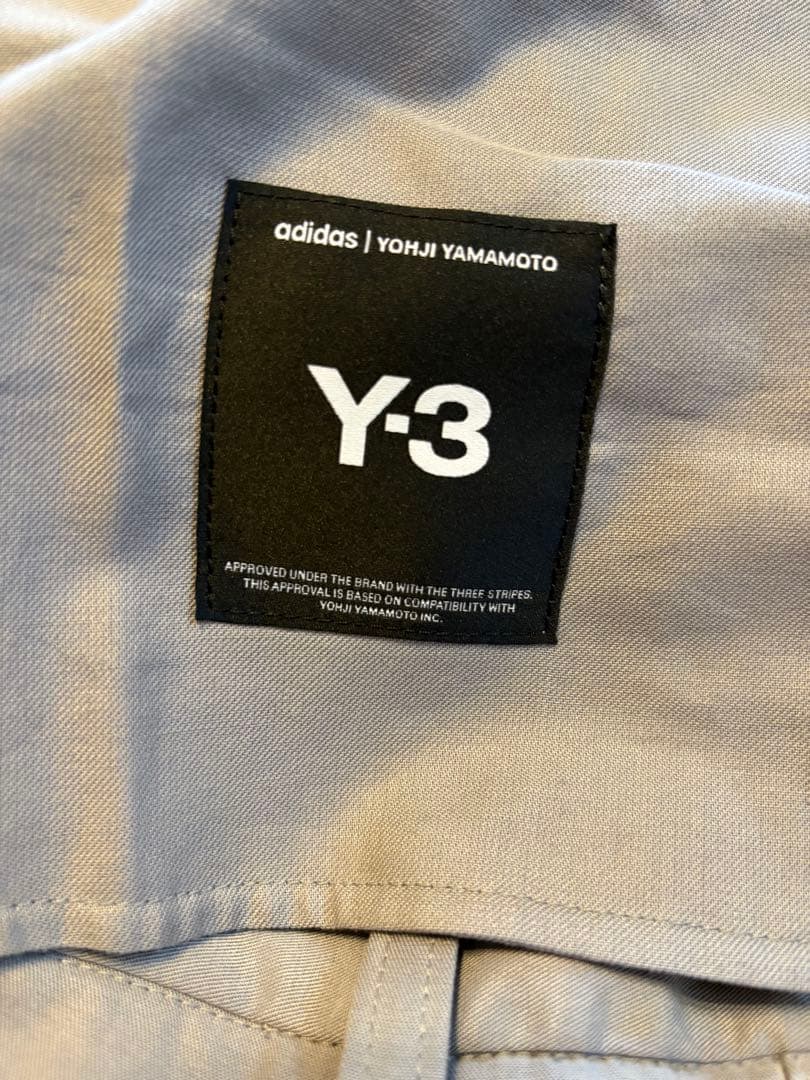 adidas | YOHJI YAMAMOTO
Y-3
APPROVED UNDER THE BRAND WITH THE THREE STRIPES.
THIS APPROVAL IS BASED ON COMPATIBILITY WITH
YOHJI YAMAMOTO INC.